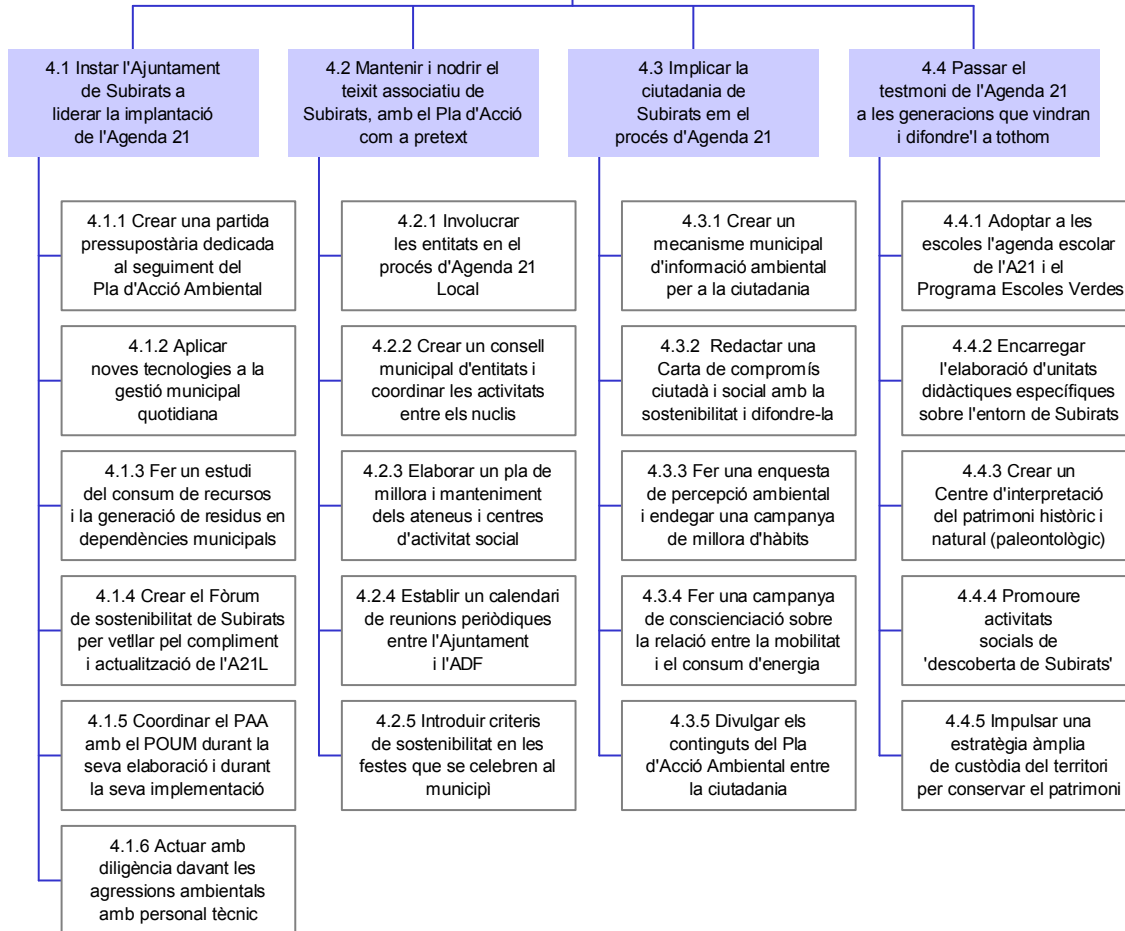 4.1 Instar l'Ajuntament
de Subirats a
liderar la implantació
de l'Agenda 21
4.1.1 Crear una partida
pressupostària dedicada
al seguiment del
Pla d'Acció Ambiental
4.1.2 Aplicar
noves tecnologies a la
gestió municipal
quotidiana
4.1.3 Fer un estudi
del consum de recursos
i la generació de residus en
dependències municipals
4.1.4 Crear el Fòrum
de sostenibilitat de Subirats
per vetllar pel compliment
i actualització de l'A21L
4.1.5 Coordinar el PAA
amb el POUM durant la
seva elaboració i durant
la seva implementació
4.1.6 Actuar amb
diligència davant les
agressions ambientals
amb personal tècnic
4.2 Mantenir i nodrir el
teixit associatiu de
Subirats, amb el Pla d'Acció
com a pretext
4.2.1 Involucrar
les entitats en el
procés d'Agenda 21
Local
4.2.2 Crear un consell
municipal d'entitats i
coordinar les activitats
entre els nuclis
4.2.3 Elaborar un pla de
millora i manteniment
dels ateneus i centres
d'activitat social
4.2.4 Establir un calendari
de reunions periòdiques
entre l'Ajuntament
i l'ADF
4.2.5 Introduir criteris
de sostenibilitat en les
festes que se celebren al
municipì
4.3 Implicar la
ciutadania de
Subirats em el
procés d'Agenda 21
4.3.1 Crear un
mecanisme municipal
d'informació ambiental
per a la ciutadania
4.3.2 Redactar una
Carta de compromís
ciutadà i social amb la
sostenibilitat i difondre-la
4.3.3 Fer una enquesta
de percepció ambiental
i endegar una campanya
de millora d'hàbits
4.3.4 Fer una campanya
de conscienciació sobre
la relació entre la mobilitat
i el consum d'energia
4.3.5 Divulgar els
continguts del Pla
d'Acció Ambiental entre
la ciutadania
4.4 Passar el
testmoni de l'Agenda 21
a les generacions que vindran
i difondre'l a tothom
4.4.1 Adoptar a les
escoles l'agenda escolar
de l'A21 i el
Programa Escoles Verdes
4.4.2 Encarregar
l'elaboració d'unitats
didàctiques específiques
sobre l'entorn de Subirats
4.4.3 Crear un
Centre d'interpretació
del patrimoni històric i
natural (paleontològic)
4.4.4 Promoure
activitats
socials de
'descoberta de Subirats'
4.4.5 Impulsar una
estratègia àmplia
de custòdia del territori
per conservar el patrimoni